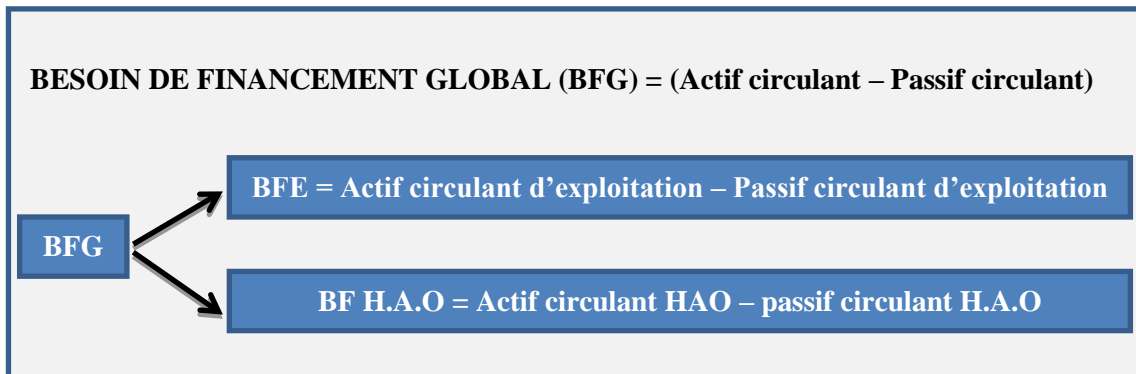 BESOIN DE FINANCEMENT GLOBAL (BFG) = (Actif circulant – Passif circulant)
BFE = Actif circulant d’exploitation – Passif circulant d’exploitation
BFG
BF H.A.O = Actif circulant HAO – passif circulant H.A.O